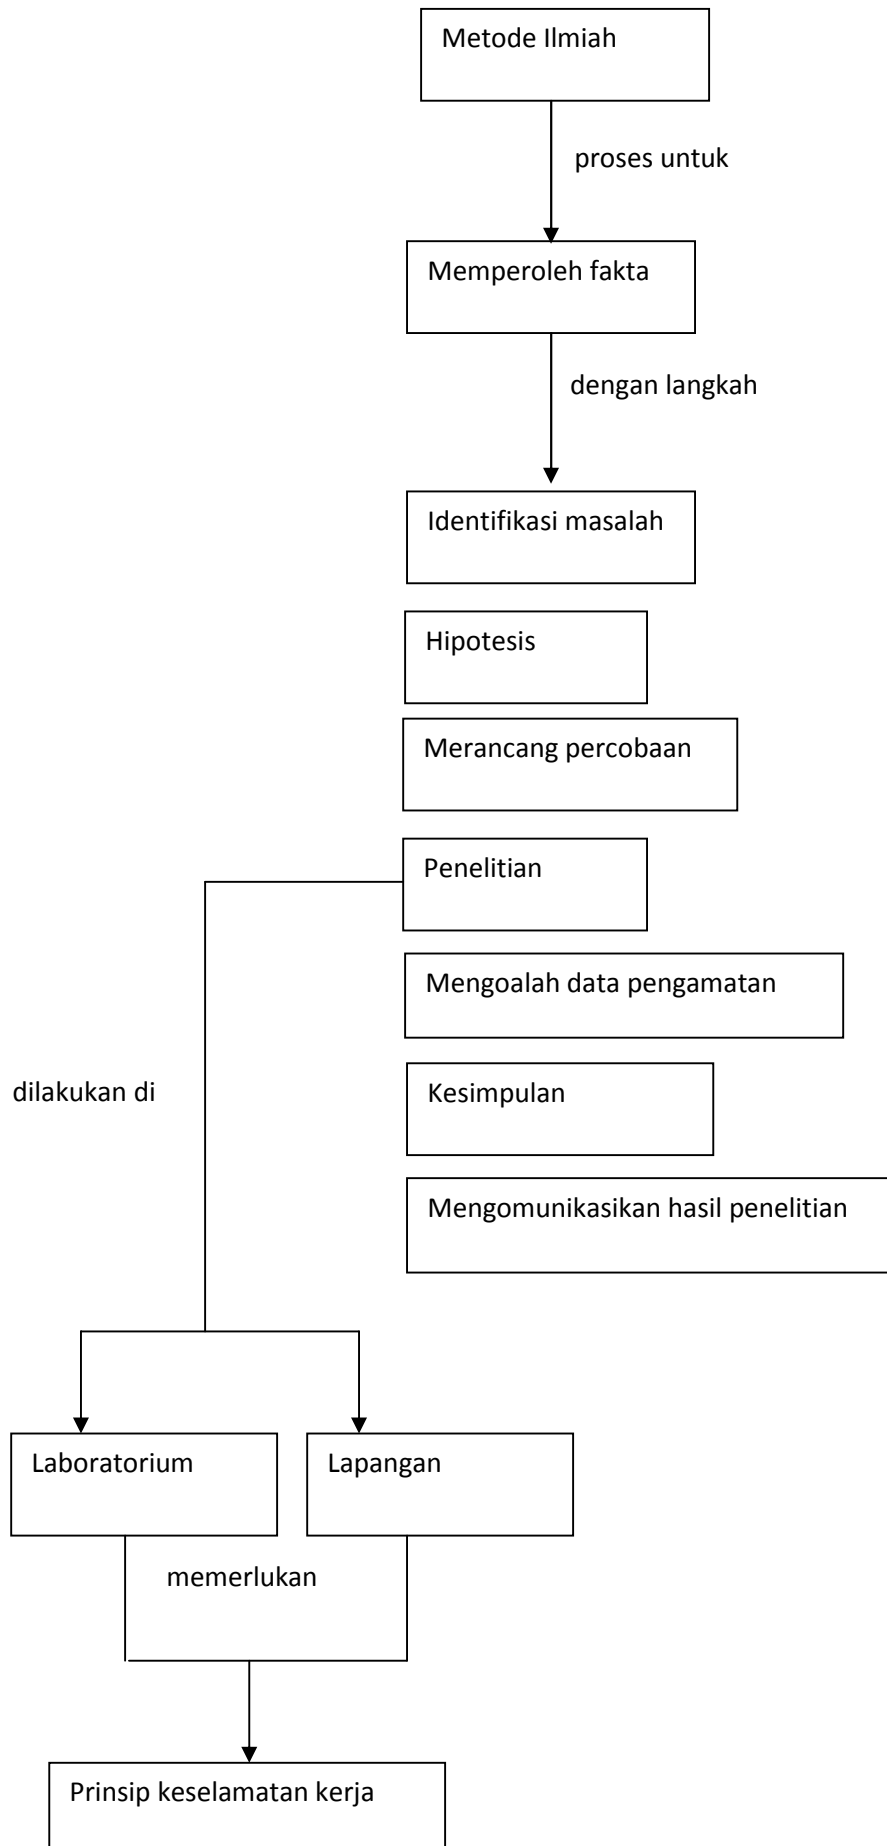 Metode Ilmiah
proses untuk
Memperoleh fakta
dengan langkah
Identifikasi masalah
Hipotesis
Merancang percobaan
Penelitian
Mengoalah data pengamatan
dilakukan di
Kesimpulan
Mengomunikasikan hasil penelitian
Laboratorium
Lapangan
memerlukan
Prinsip keselamatan kerja